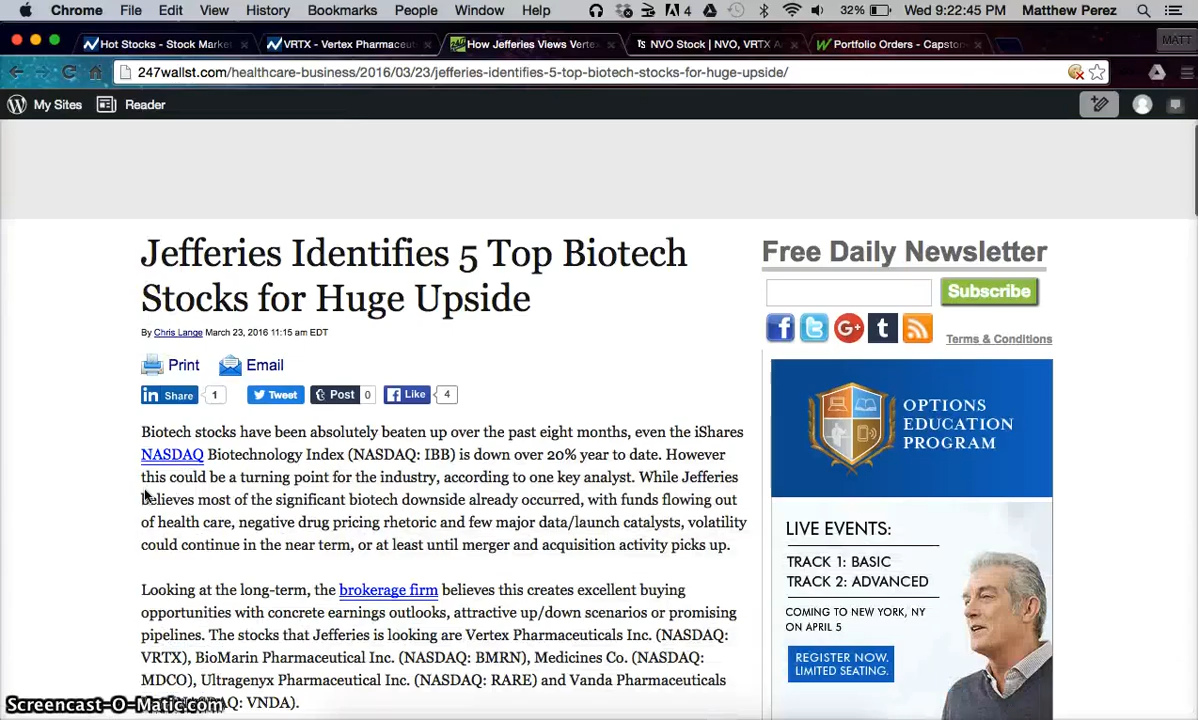 Chrome File Edit View History Bookmarks People Window Help 4 32% Wed 9:22:45 PM Matthew Perez
Hot Stocks - Stock Market VRTX - Vertex Pharmaceut How Jefferies Views Verte Ts NVO Stock | NVO, VRTX A Portfolio Orders - Capston MATT
247wallst.com/healthcare-business/2016/03/23/jefferies-identifies-5-top-biotech-stocks-for-huge-upside/
My Sites Reader
Jefferies Identifies 5 Top Biotech
Stocks for Huge Upside
By Chris Lange March 23, 2016 11:15 am EDT
Print Email
in Share 1 Tweet t Post 0 f Like 4
Biotech stocks have been absolutely beaten up over the past eight months, even the iShares
NASDAQ Biotechnology Index (NASDAQ: IBB) is down over 20% year to date. However
this could be a turning point for the industry, according to one key analyst. While Jefferies
believes most of the significant biotech downside already occurred, with funds flowing out
of health care, negative drug pricing rhetoric and few major data/launch catalysts, volatility
could continue in the near term, or at least until merger and acquisition activity picks up.
Looking at the long-term, the brokerage firm believes this creates excellent buying
opportunities with concrete earnings outlooks, attractive up/down scenarios or promising
pipelines. The stocks that Jefferies is looking are Vertex Pharmaceuticals Inc. (NASDAQ:
VRTX), BioMarin Pharmaceutical Inc. (NASDAQ: BMRN), Medicines Co. (NASDAQ:
MDCO), Ultragenyx Pharmaceutical Inc. (NASDAQ: RARE) and Vanda Pharmaceuticals
VNDA).
Free Daily Newsletter
Subscribe
f t G+ t
Terms & Conditions
OPTIONS
EDUCATION
PROGRAM
LIVE EVENTS:
TRACK 1: BASIC
TRACK 2: ADVANCED
COMING TO NEW YORK, NY
ON APRIL 5
REGISTER NOW.
LIMITED SEATING.
Screencast-O-Matic.com